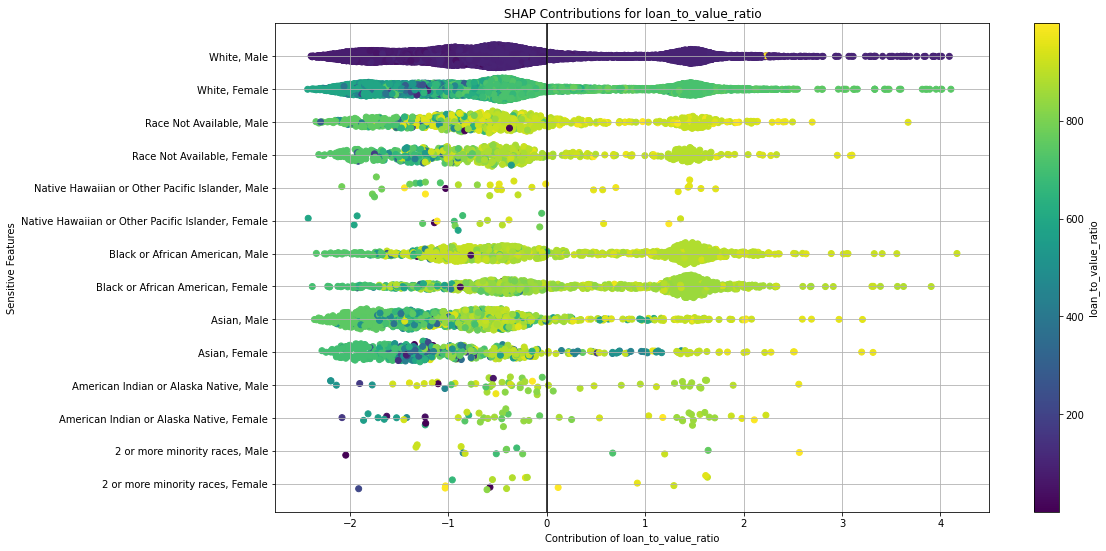 SHAP Contributions for loan_to_value_ratio
White, Male
White, Female
Race Not Available, Male
Race Not Available, Female
Native Hawaiian or Other Pacific Islander, Male
Native Hawaiian or Other Pacific Islander, Female
Black or African American, Male
Black or African American, Female
Asian, Male
Asian, Female
American Indian or Alaska Native, Male
American Indian or Alaska Native, Female
2 or more minority races, Male
2 or more minority races, Female
Sensitive Features
−2 −1 0 1 2 3 4
Contribution of loan_to_value_ratio
800
600
400
200
loan_to_value_ratio